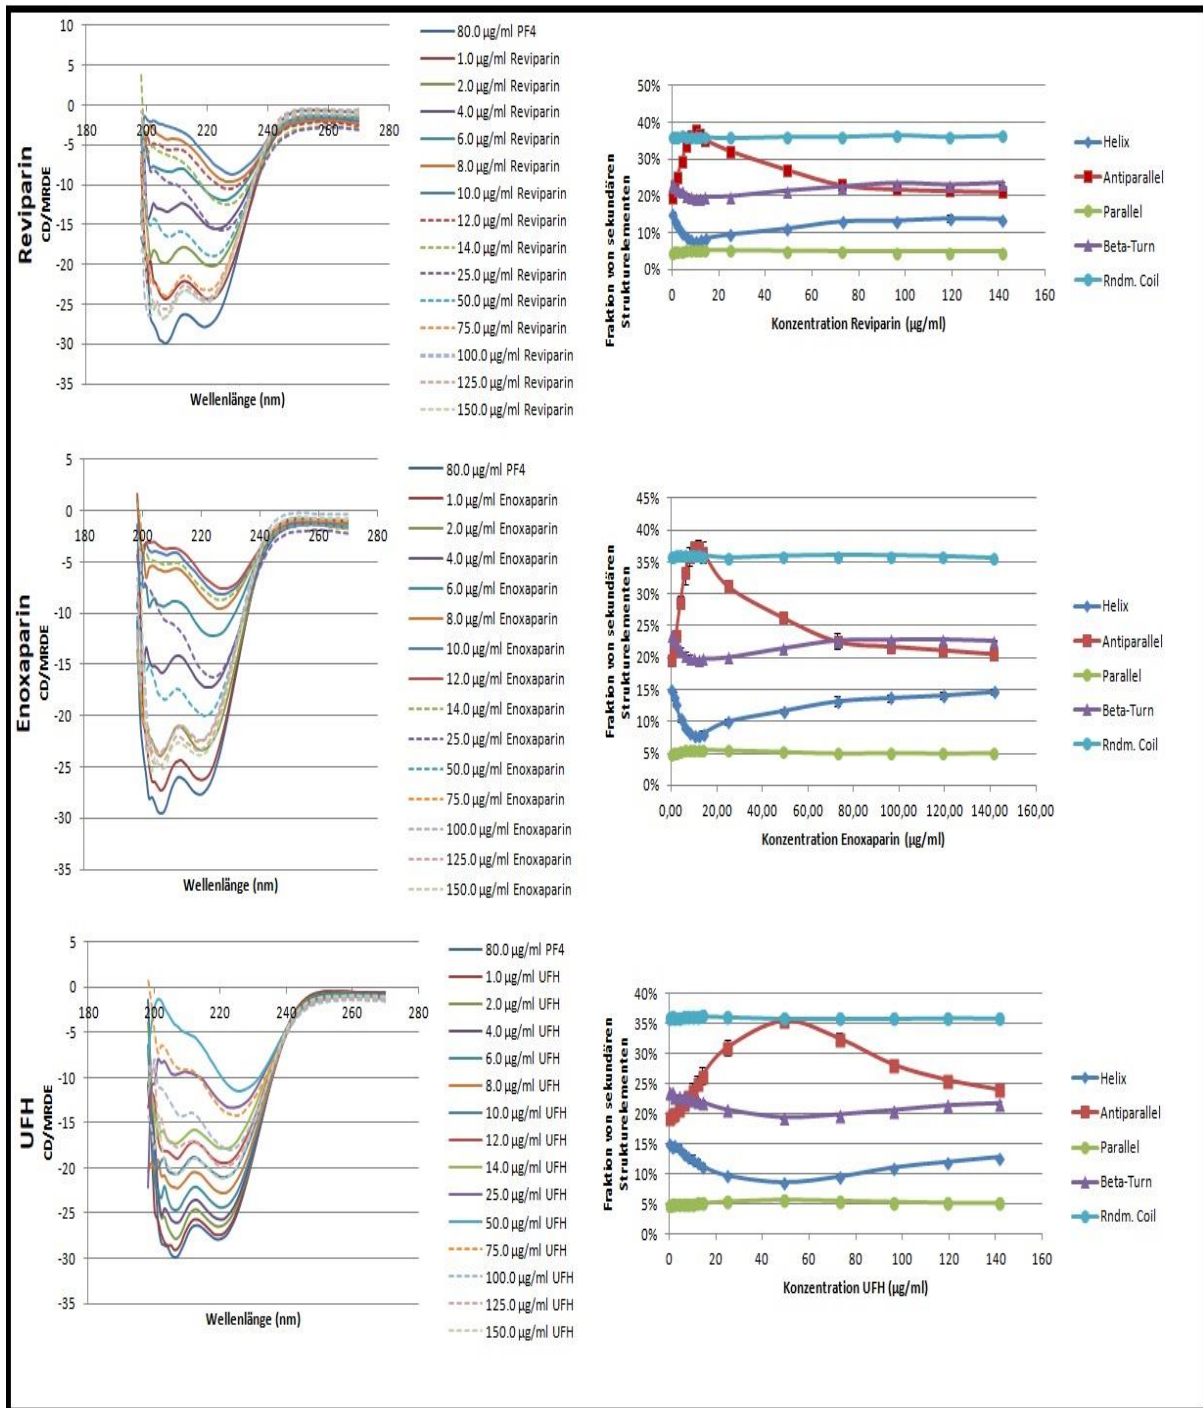 Reviparin
CD/MRDE
10
5
0
-5
-10
-15
-20
-25
-30
-35
180 200 220 240 260 280
Wellenlänge (nm)
80.0 µg/ml PF4
1.0 µg/ml Reviparin
2.0 µg/ml Reviparin
4.0 µg/ml Reviparin
6.0 µg/ml Reviparin
8.0 µg/ml Reviparin
10.0 µg/ml Reviparin
12.0 µg/ml Reviparin
14.0 µg/ml Reviparin
25.0 µg/ml Reviparin
50.0 µg/ml Reviparin
75.0 µg/ml Reviparin
100.0 µg/ml Reviparin
125.0 µg/ml Reviparin
150.0 µg/ml Reviparin
Fraktion von sekundären
Strukturelementen
50%
40%
30%
20%
10%
0%
0 20 40 60 80 100 120 140 160
Konzentration Reviparin (µg/ml)
Helix
Antiparallel
Parallel
Beta-Turn
Rndm. Coil
Enoxaparin
CD/MRDE
5
0
-5
-10
-15
-20
-25
-30
-35
180 200 220 240 260 280
Wellenlänge (nm)
80.0 µg/ml PF4
1.0 µg/ml Enoxaparin
2.0 µg/ml Enoxaparin
4.0 µg/ml Enoxaparin
6.0 µg/ml Enoxaparin
8.0 µg/ml Enoxaparin
10.0 µg/ml Enoxaparin
12.0 µg/ml Enoxaparin
14.0 µg/ml Enoxaparin
25.0 µg/ml Enoxaparin
50.0 µg/ml Enoxaparin
75.0 µg/ml Enoxaparin
100.0 µg/ml Enoxaparin
125.0 µg/ml Enoxaparin
150.0 µg/ml Enoxaparin
Fraktion von sekundären
Strukturelementen
45%
40%
35%
30%
25%
20%
15%
10%
5%
0%
0,00 20,00 40,00 60,00 80,00 100,00 120,00 140,00 160,00
Konzentration Enoxaparin (µg/ml)
Helix
Antiparallel
Parallel
Beta-Turn
Rndm. Coil
UFH
CD/MRDE
5
0
-5
-10
-15
-20
-25
-30
-35
180 200 220 240 260 280
Wellenlänge (nm)
80.0 µg/ml PF4
1.0 µg/ml UFH
2.0 µg/ml UFH
4.0 µg/ml UFH
6.0 µg/ml UFH
8.0 µg/ml UFH
10.0 µg/ml UFH
12.0 µg/ml UFH
14.0 µg/ml UFH
25.0 µg/ml UFH
50.0 µg/ml UFH
75.0 µg/ml UFH
100.0 µg/ml UFH
125.0 µg/ml UFH
150.0 µg/ml UFH
Fraktion von sekundären
Strukturelementen
40%
35%
30%
25%
20%
15%
10%
5%
0%
0 20 40 60 80 100 120 140 160
Konzentration UFH (µg/ml)
Helix
Antiparallel
Parallel
Beta-Turn
Rndm. Coil